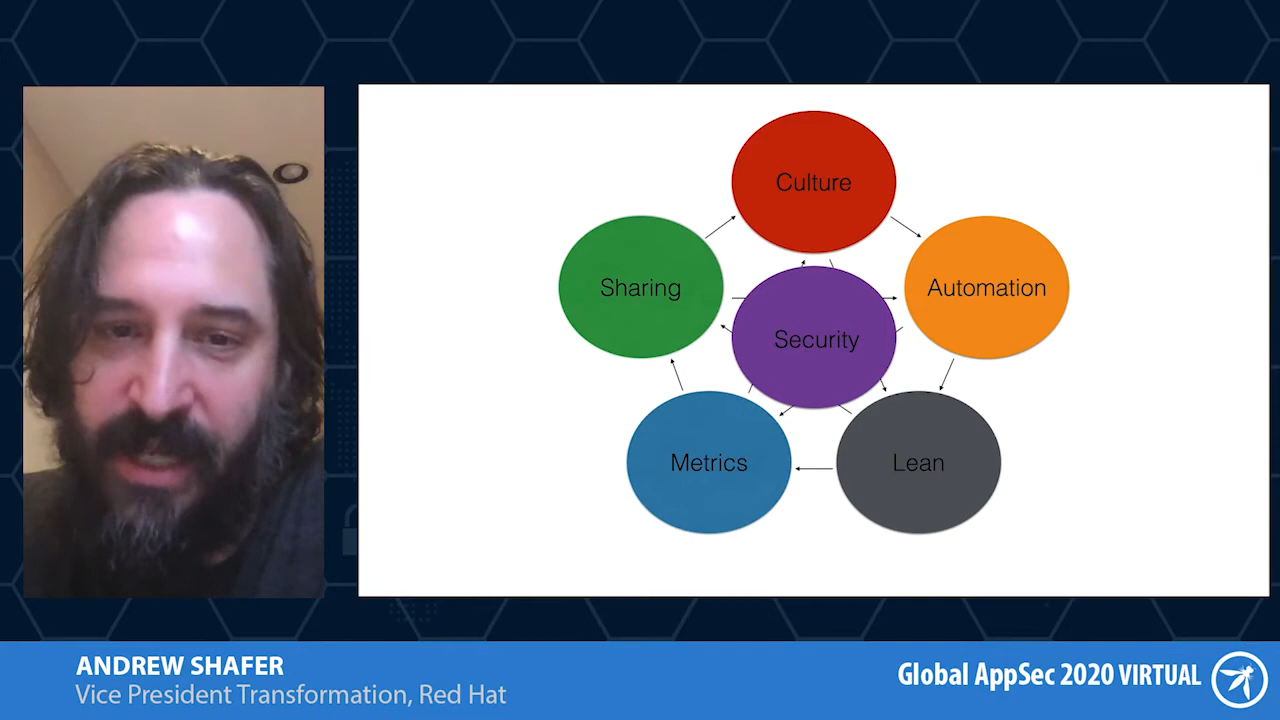 Culture
Sharing
Automation
Security
Metrics
Lean
ANDREW SHAFER
Vice President Transformation, Red Hat
Global AppSec 2020 VIRTUAL